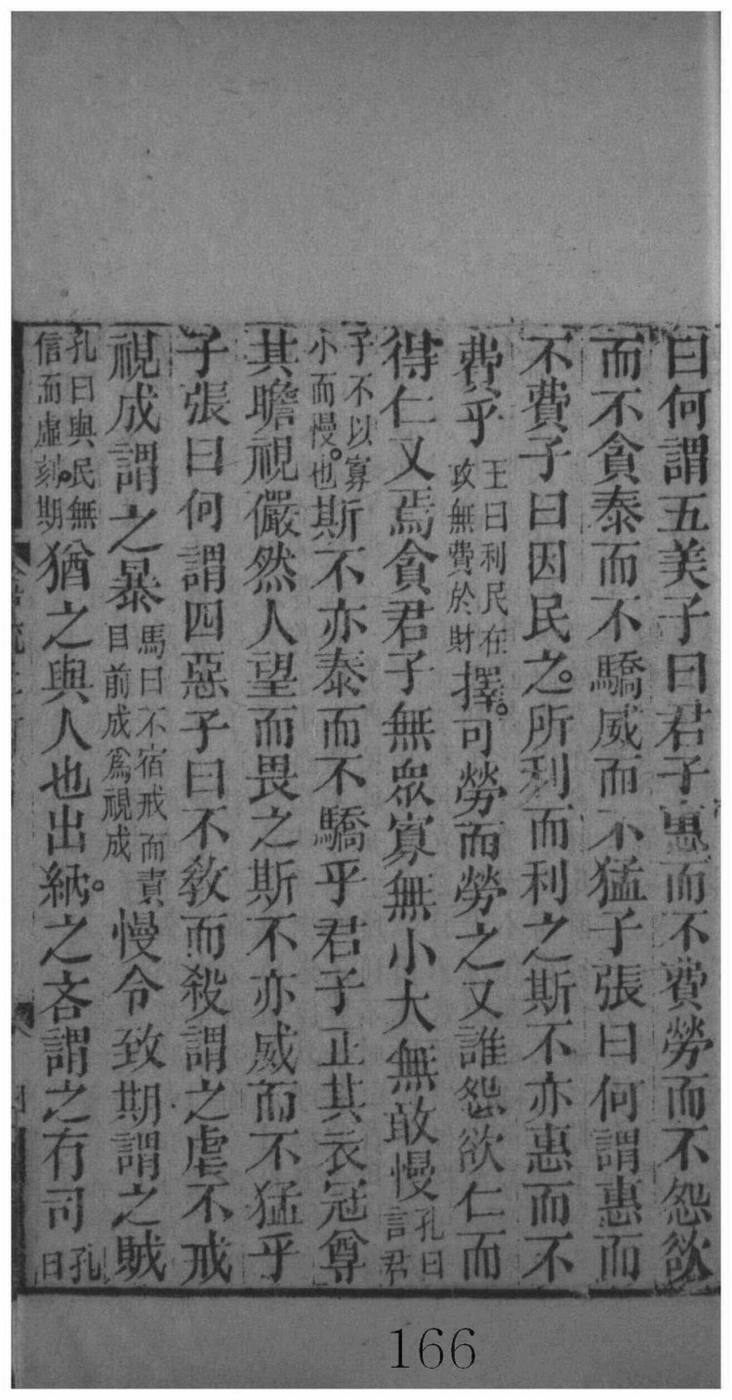 曰何謂五美子曰君子惠而不費勞而不怨欲
而不貪泰而不驕威而不猛子張曰何謂惠而
不費子曰因民之。所利而利之斯不亦惠而不
費乎王曰利民在政無費於財擇。可勞而勞之又誰怨欲仁而
得仁又焉貪君子無眾寡無小大無敢慢孔曰言君
子不以寡小而慢。也斯不亦泰而不驕乎君子正其衣冠尊
其瞻視儼然人望而畏之斯不亦威而不猛乎
子張曰何謂四惡子曰不敎而殺謂之虐不戒
視成謂之暴馬曰不宿戒而責目前成爲視成慢令致期謂之賊
孔曰與民無信而虛刻。期猶之與人也出納。之吝謂之有司孔曰
166